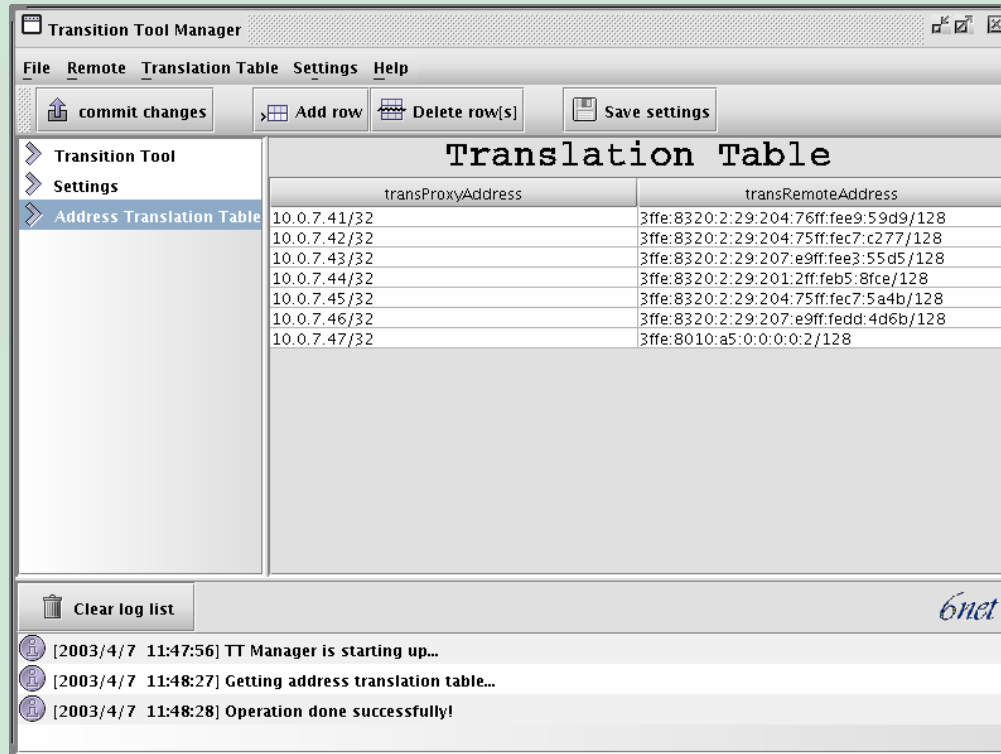 Transition Tool Manager
File Remote Translation Table Settings Help
commit changes Add row Delete row[s] Save settings
Transition Tool
Settings
Address Translation Table
Translation Table
transProxyAddress transRemoteAddress
10.0.7.41/32 3ffe:8320:2:29:204:76ff:fee9:59d9/128
10.0.7.42/32 3ffe:8320:2:29:204:75ff:fec7:c277/128
10.0.7.43/32 3ffe:8320:2:29:207:e9ff:fee3:55d5/128
10.0.7.44/32 3ffe:8320:2:29:201:2ff:feb5:8fce/128
10.0.7.45/32 3ffe:8320:2:29:204:75ff:fec7:5a4b/128
10.0.7.46/32 3ffe:8320:2:29:207:e9ff:fedd:4d6b/128
10.0.7.47/32 3ffe:8010:a5:0:0:0:0:2/128
Clear log list
6net
[2003/4/7 11:47:56] TT Manager is starting up...
[2003/4/7 11:48:27] Getting address translation table...
[2003/4/7 11:48:28] Operation done successfully!